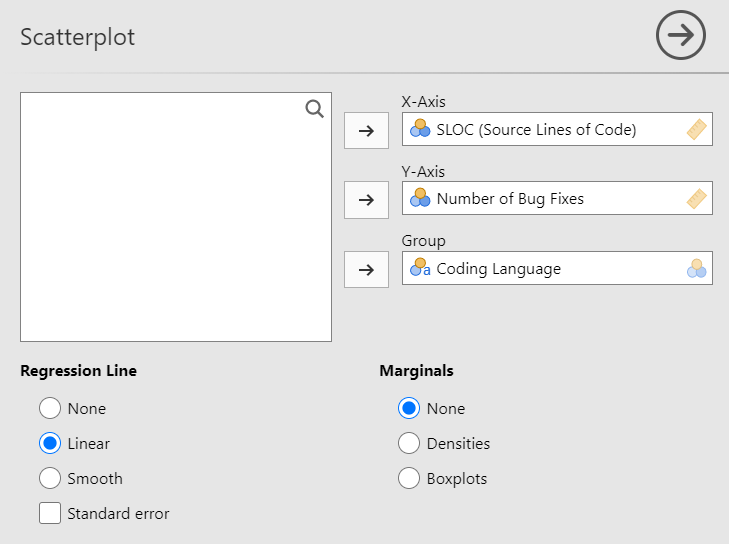 Scatterplot
X-Axis
SLOC (Source Lines of Code)
Y-Axis
Number of Bug Fixes
Group
a Coding Language
Regression Line
None
Linear
Smooth
Standard error
Marginals
None
Densities
Boxplots